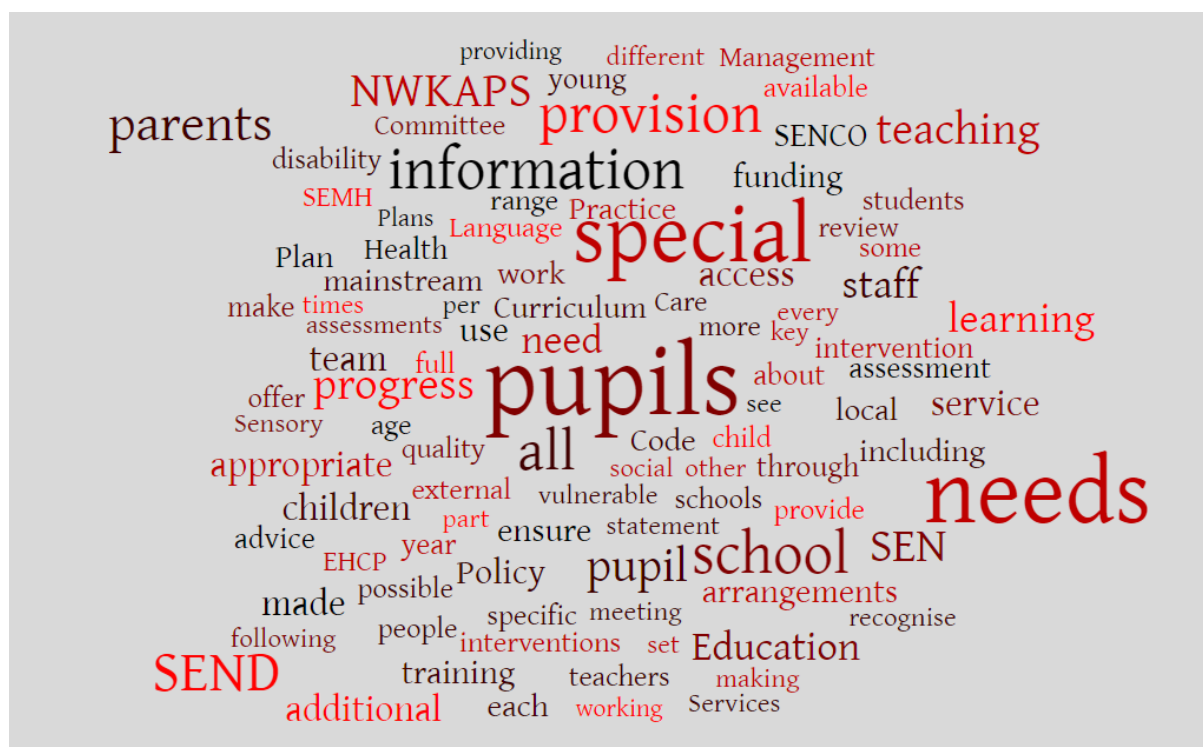 providing different Management
NWKAPS young available
parents Committee provision SENCO teaching
disability information funding
SEMH range Practice special students
Plans Language review
Plan Health some
mainstream work access staff
make times per Curriculum Care every learning
assessments use need more key
team full intervention
progress pupils about assessment
offer see local service
Sensory age
quality all Code child including
appropriate social other through
children external vulnerable schools needs
part provide
advice ensure statement
EHCP year school SEN
possible Policy pupil arrangements
made specific meeting recognise
following people interventions set Education
SEND training teachers making
additional each working Services